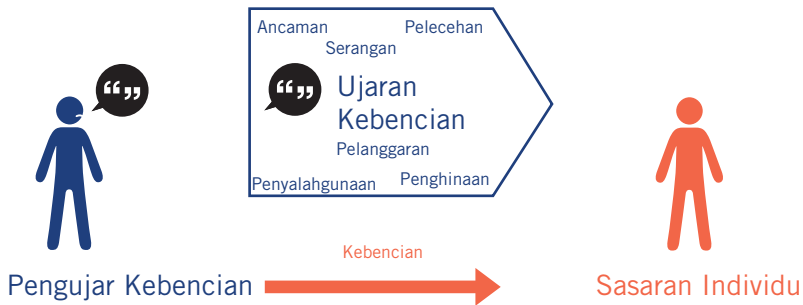 Ancaman Pelecehan
Serangan
“„ “„ Ujaran
Kebencian
Pelanggaran
Penyalahgunaan Penghinaan
Kebencian
Pengujar Kebencian Sasaran Individu